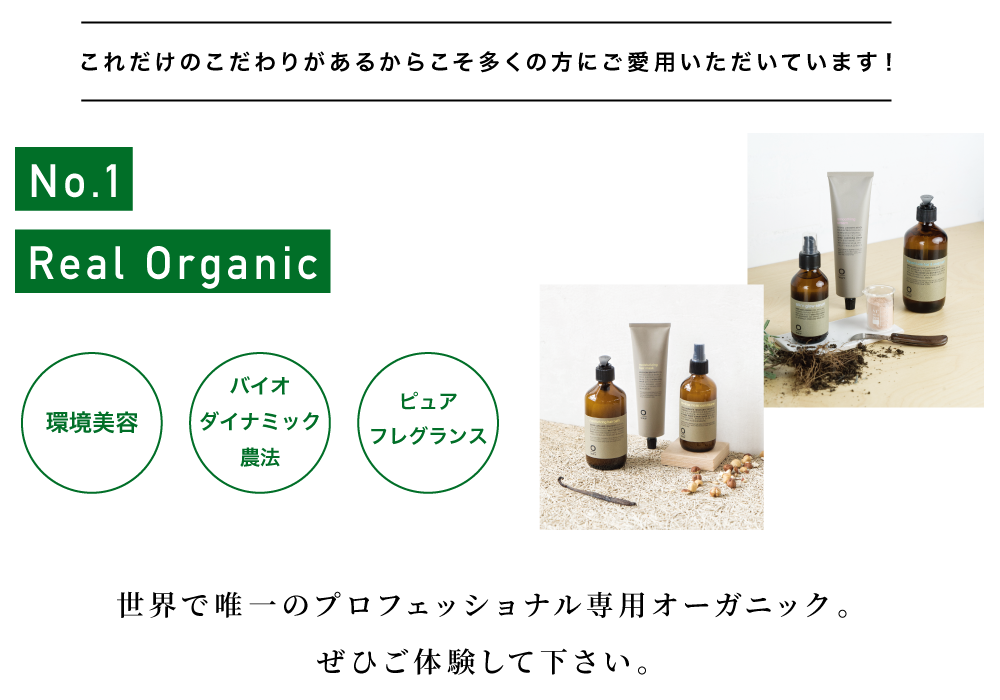 これだけのこだわりがあるからこそ多くの方にご愛用いただいています！
No.1
Real Organic
環境美容
バイオ
ダイナミック
農法
ピュア
フレグランス
世界で唯一のプロフェッショナル専用オーガニック。
ぜひご体験して下さい。